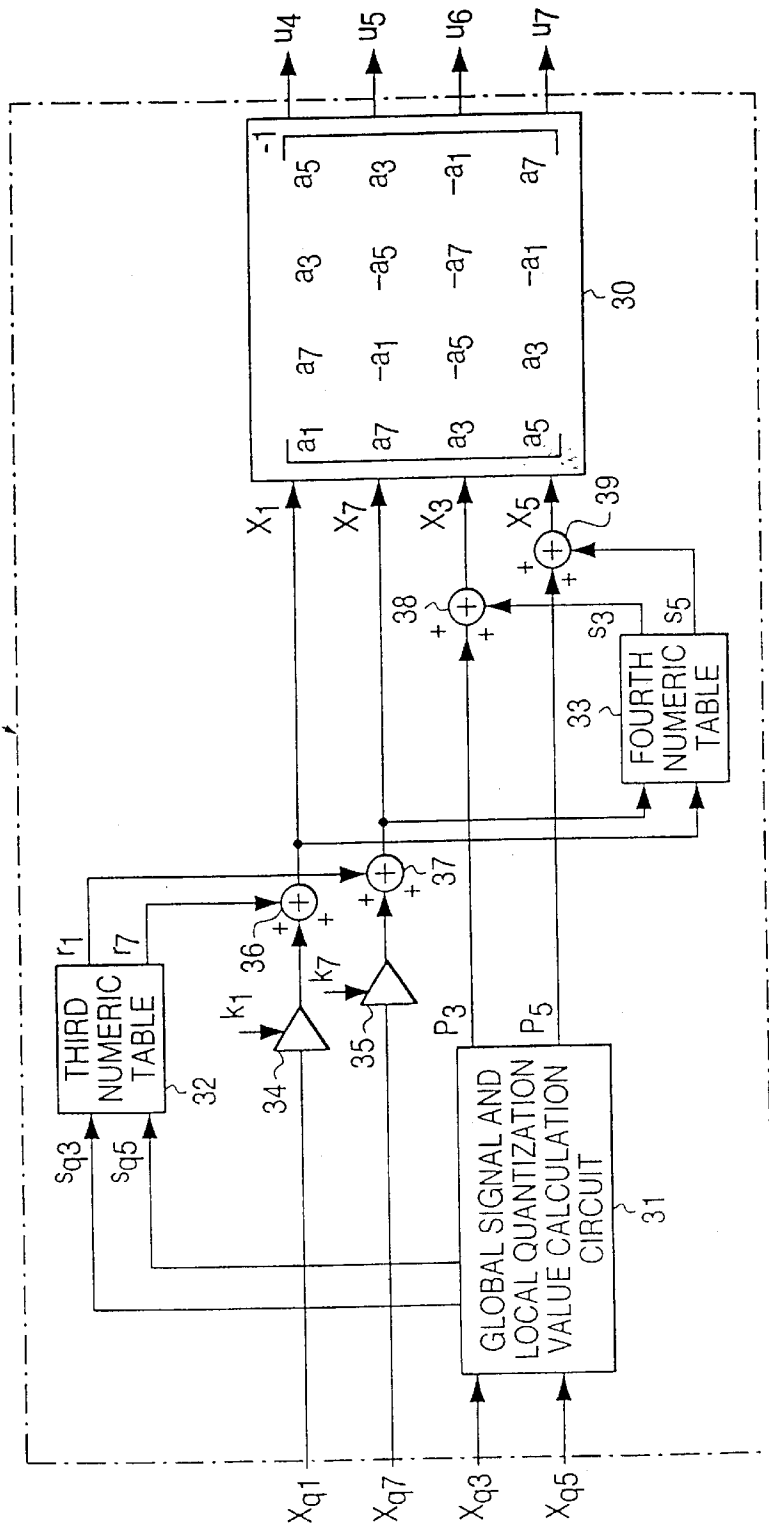 Xq1
Xq7
Xq3
Xq5
sq3
sq5
THIRD
NUMERIC
TABLE
32
r1
r7
k1
34
k7
35
36
+
+
+
37
+
+
+
GLOBAL SIGNAL AND
LOCAL QUANTIZATION
VALUE CALCULATION
CIRCUIT
31
P3
P5
FOURTH
NUMERIC
TABLE
33
s3
s5
38
+
+
+
39
+
+
+
X1
X7
X3
X5
-1
a1 a7 a3 a5
a7 -a1 -a5 a3
a3 -a5 -a7 -a1
a5 a3 -a1 a7
30
u4
u5
u6
u7